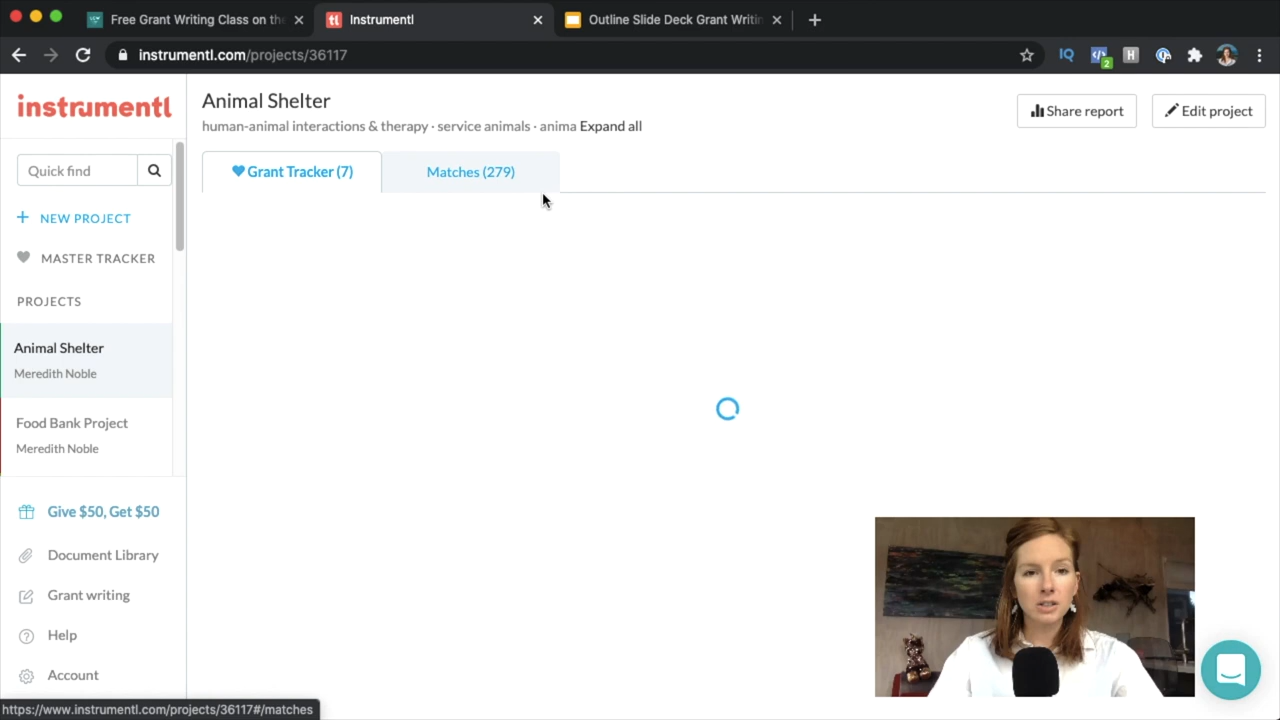 Free Grant Writing Class on the
Instrumentl
Outline Slide Deck Grant Writin
instrumentl.com/projects/36117
IQ
2
H
instrumentl
Quick find
+ NEW PROJECT
MASTER TRACKER
PROJECTS
Animal Shelter
Meredith Noble
Food Bank Project
Meredith Noble
Give $50, Get $50
Document Library
Grant writing
Help
Account
https://www.instrumentl.com/projects/36117#/matches
Animal Shelter
human-animal interactions & therapy · service animals · anima Expand all
Share report
Edit project
Grant Tracker (7)
Matches (279)